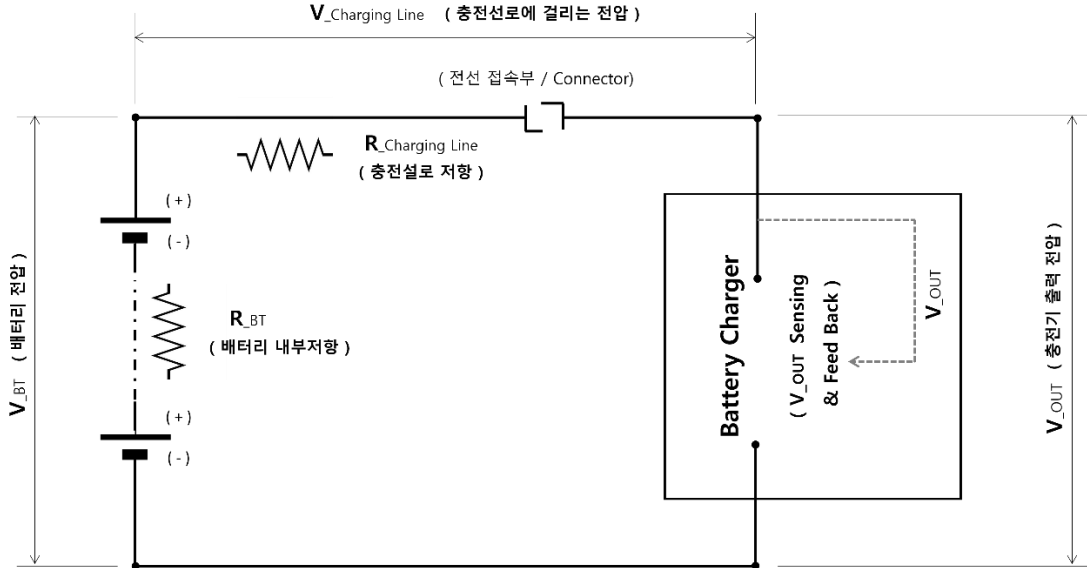 V_Charging Line ( 충전선로에 걸리는 전압 )
( 전선 접속부 / Connector)
R_Charging Line
( 충전설로 저항 )
( + )
( - )
R_BT
( 배터리 내부저항 )
( + )
( - )
V_BT ( 배터리 전압 )
Battery Charger
( V_OUT Sensing
& Feed Back )
V_OUT
V_OUT ( 충전기 출력 전압 )